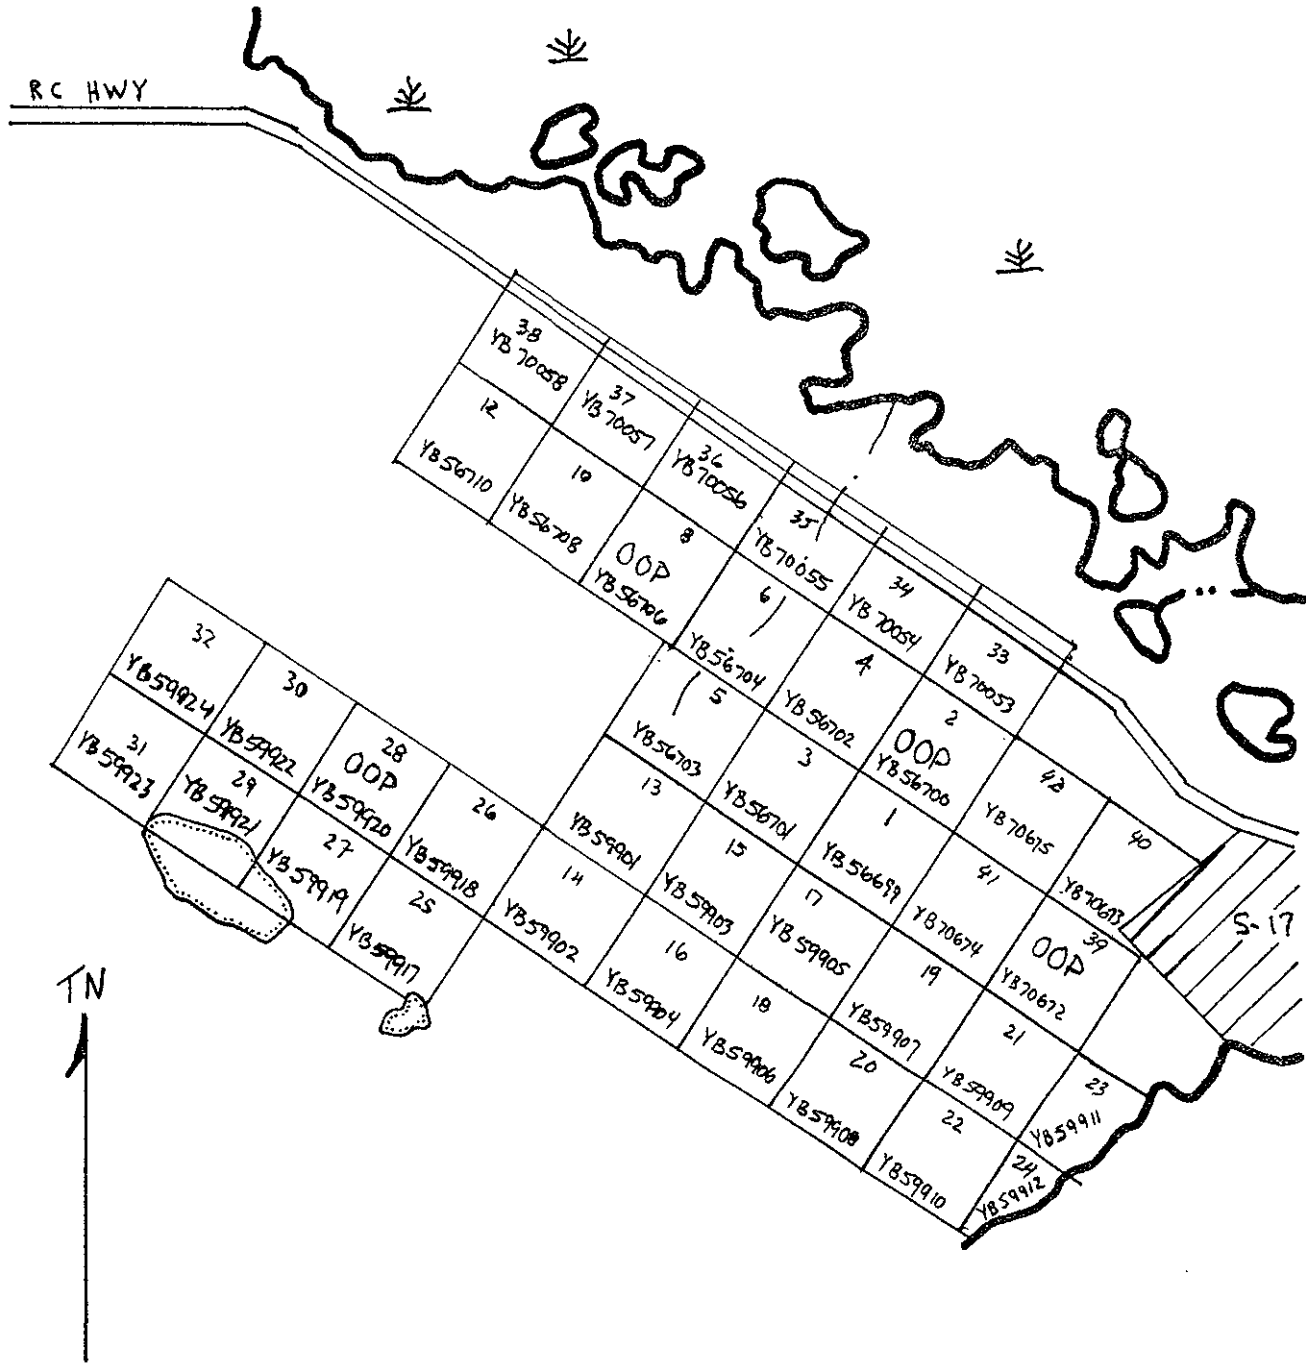 RC HWY
38
YB 70058
37
YB 70057
36
YB 70056
35
YB 70055
34
YB 70054
33
YB 70053
12
YB 56710
10
YB 56708
8
OOP
YB 56706
6
YB 56704
4
YB 56702
2
OOP
YB 56700
42
YB 70675
40
YB 70673
S-17
5
YB 56703
3
YB 56701
1
YB 56699
41
YB 70674
39
OOP
YB 70672
32
YB 59924
30
YB 59922
28
OOP
YB 59920
26
YB 59918
13
YB 59901
15
YB 59903
17
YB 59905
19
YB 59907
21
YB 59909
23
YB 59911
31
YB 59923
29
YB 59921
27
YB 59919
25
YB 59917
14
YB 59902
16
YB 59904
18
YB 59906
20
YB 59908
22
YB 59910
24
YB 59912
TN